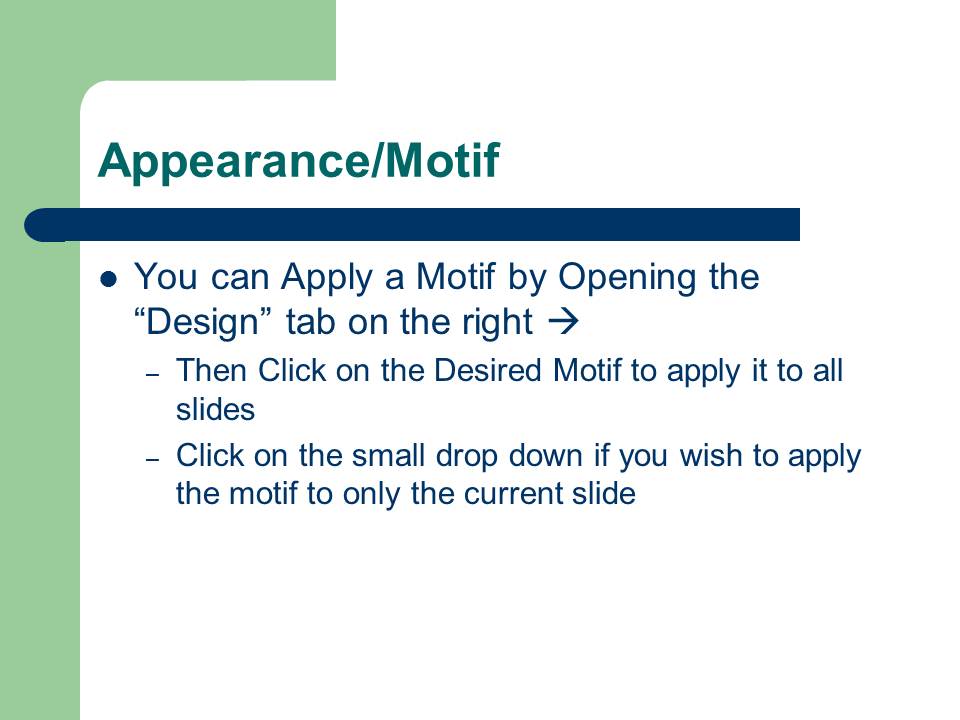 Appearance/Motif
● You can Apply a Motif by Opening the
“Design” tab on the right →
– Then Click on the Desired Motif to apply it to all
slides
– Click on the small drop down if you wish to apply
the motif to only the current slide